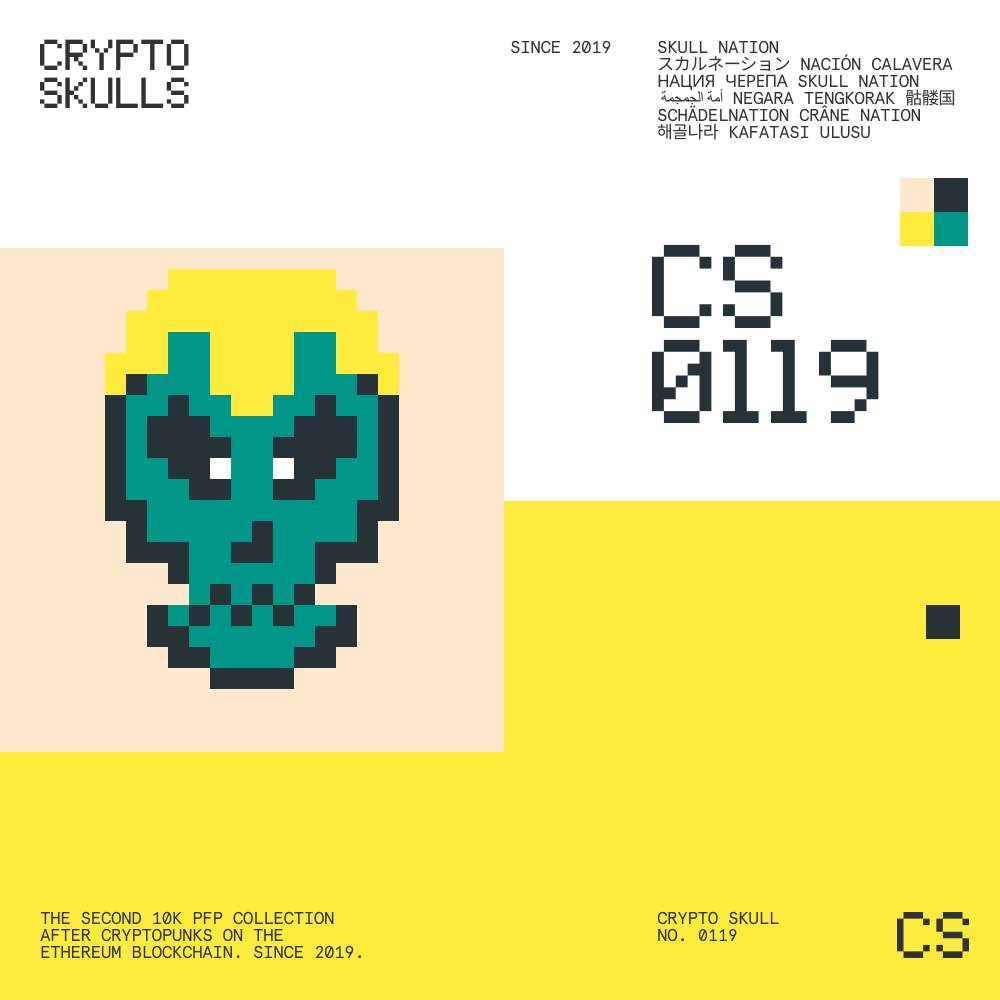 CRYPTO
SKULLS
SINCE 2019
SKULL NATION
スカルネーション NACIÓN CALAVERA
НАЦИЯ ЧЕРЕПА SKULL NATION
أمة الجمجمة NEGARA TENGKORAK 骷髅国
SCHÄDELNATION CRÂNE NATION
해골나라 KAFATASI ULUSU
CS
0119
THE SECOND 10K PFP COLLECTION
AFTER CRYPTOPUNKS ON THE
ETHEREUM BLOCKCHAIN. SINCE 2019.
CRYPTO SKULL
NO. 0119
CS